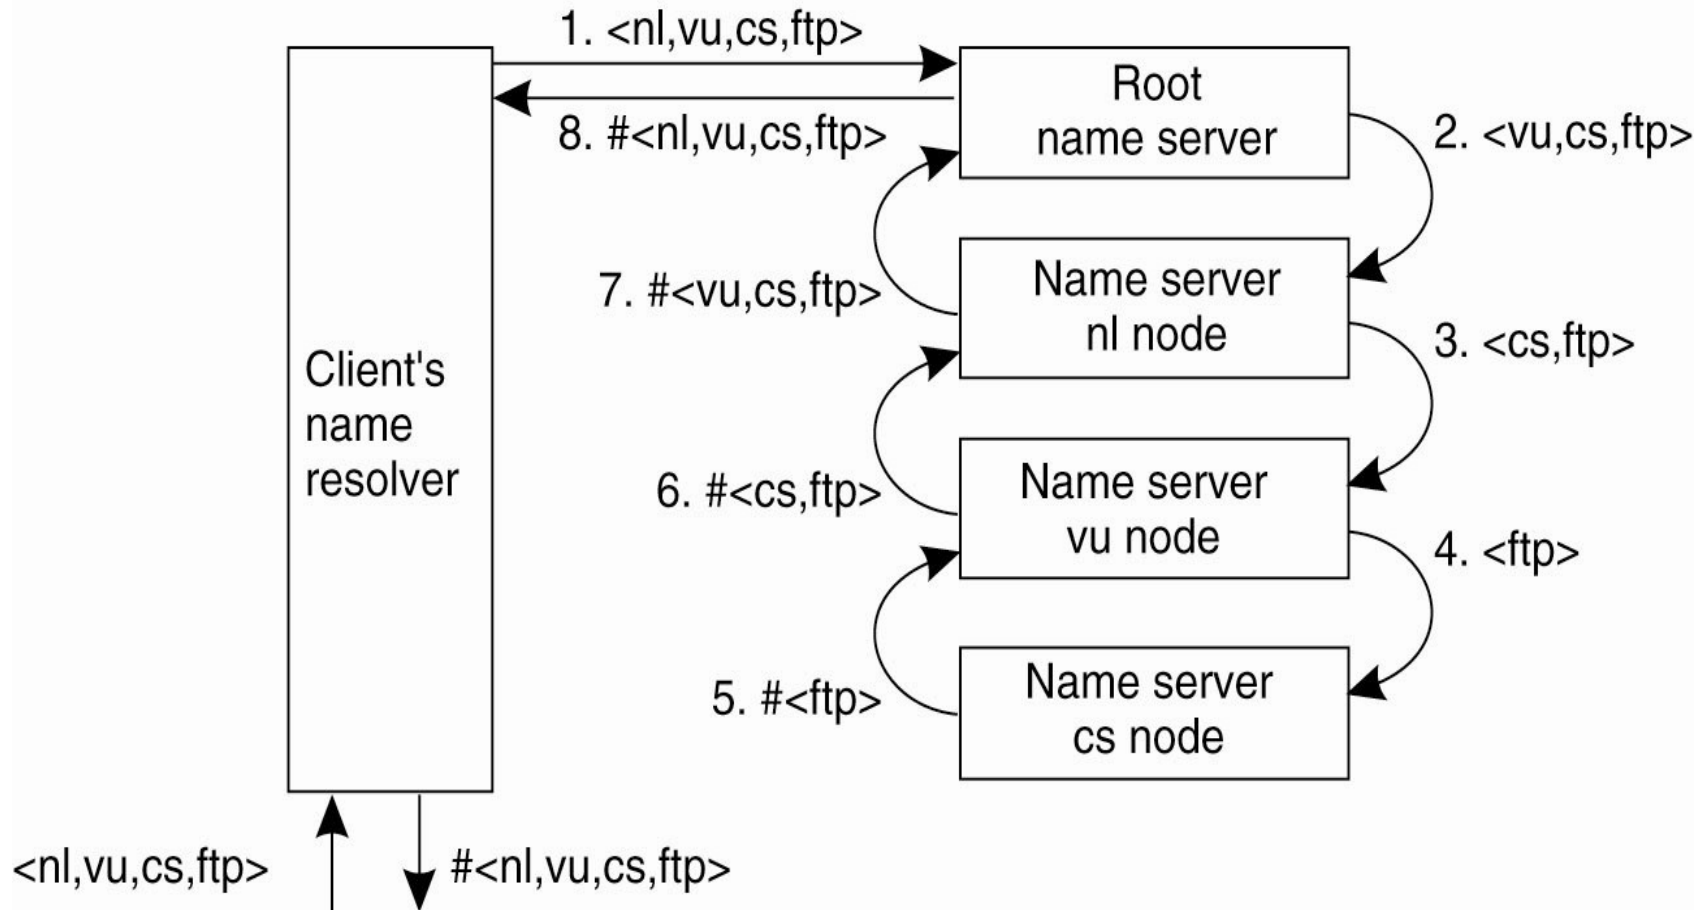 1. <nl,vu,cs,ftp>
Root
name server
8. #<nl,vu,cs,ftp>
2. <vu,cs,ftp>
Name server
nl node
7. #<vu,cs,ftp>
3. <cs,ftp>
Client's
name
resolver
Name server
vu node
6. #<cs,ftp>
4. <ftp>
Name server
cs node
5. #<ftp>
<nl,vu,cs,ftp>
#<nl,vu,cs,ftp>